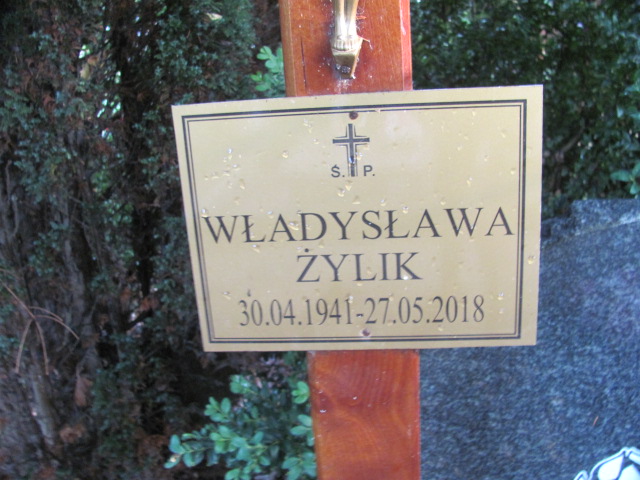 Ś. P.
WŁADYSŁAWA
ŻYLIK
30.04.1941-27.05.2018